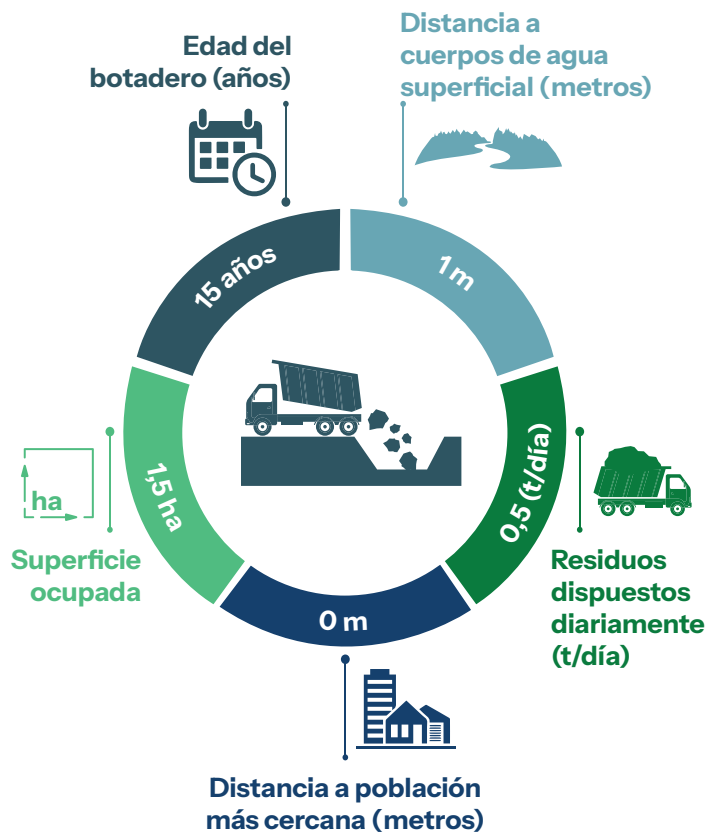 Edad del
botadero (años)
Distancia a
cuerpos de agua
superficial (metros)
15 años
1 m
1,5 ha
0,5 (t/día)
0 m
ha
Superficie
ocupada
Residuos
dispuestos
diariamente
(t/día)
Distancia a población
más cercana (metros)